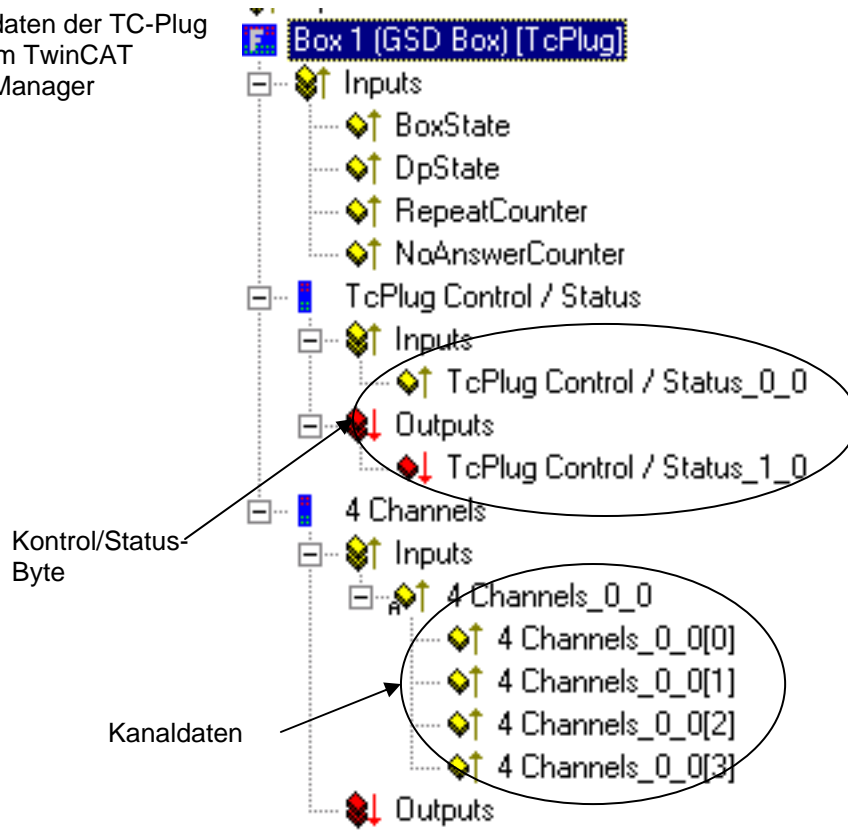 daten der TC-Plug
m TwinCAT
Manager
Box 1 (GSD Box) [TcPlug]
Inputs
BoxState
DpState
RepeatCounter
NoAnswerCounter
TcPlug Control / Status
Inputs
TcPlug Control / Status_0_0
Outputs
TcPlug Control / Status_1_0
Kontrol/Status-
Byte
4 Channels
Inputs
4 Channels_0_0
4 Channels_0_0[0]
4 Channels_0_0[1]
4 Channels_0_0[2]
4 Channels_0_0[3]
Kanaldaten
Outputs